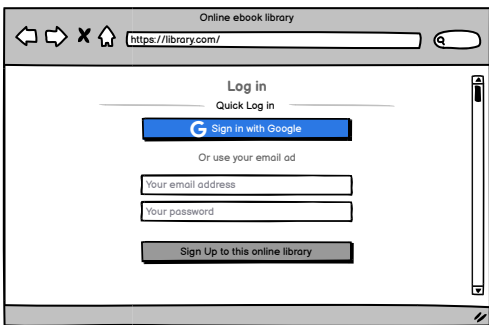 Online ebook library
https://library.com/
Log in
Quick Log in
G Sign in with Google
Or use your email ad
Your email address
Your password
Sign Up to this online library